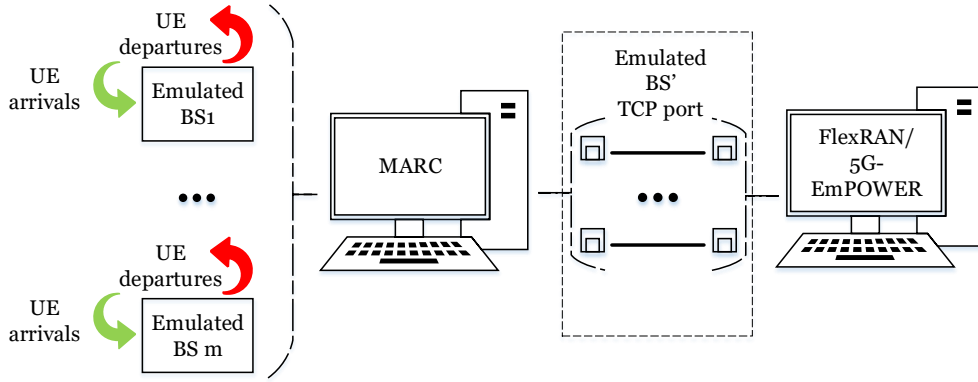 UE
departures
UE
arrivals
Emulated
BS1
UE
departures
UE
arrivals
Emulated
BS m
MARC
Emulated
BS’
TCP port
FlexRAN/
5G-
EmPOWER